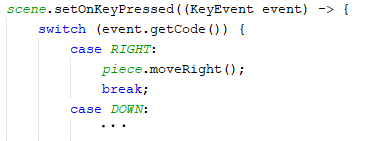 scene.setOnKeyPressed((KeyEvent event) -> {
    switch (event.getCode()) {
        case RIGHT:
            piece.moveRight();
            break;
        case DOWN:
            ...